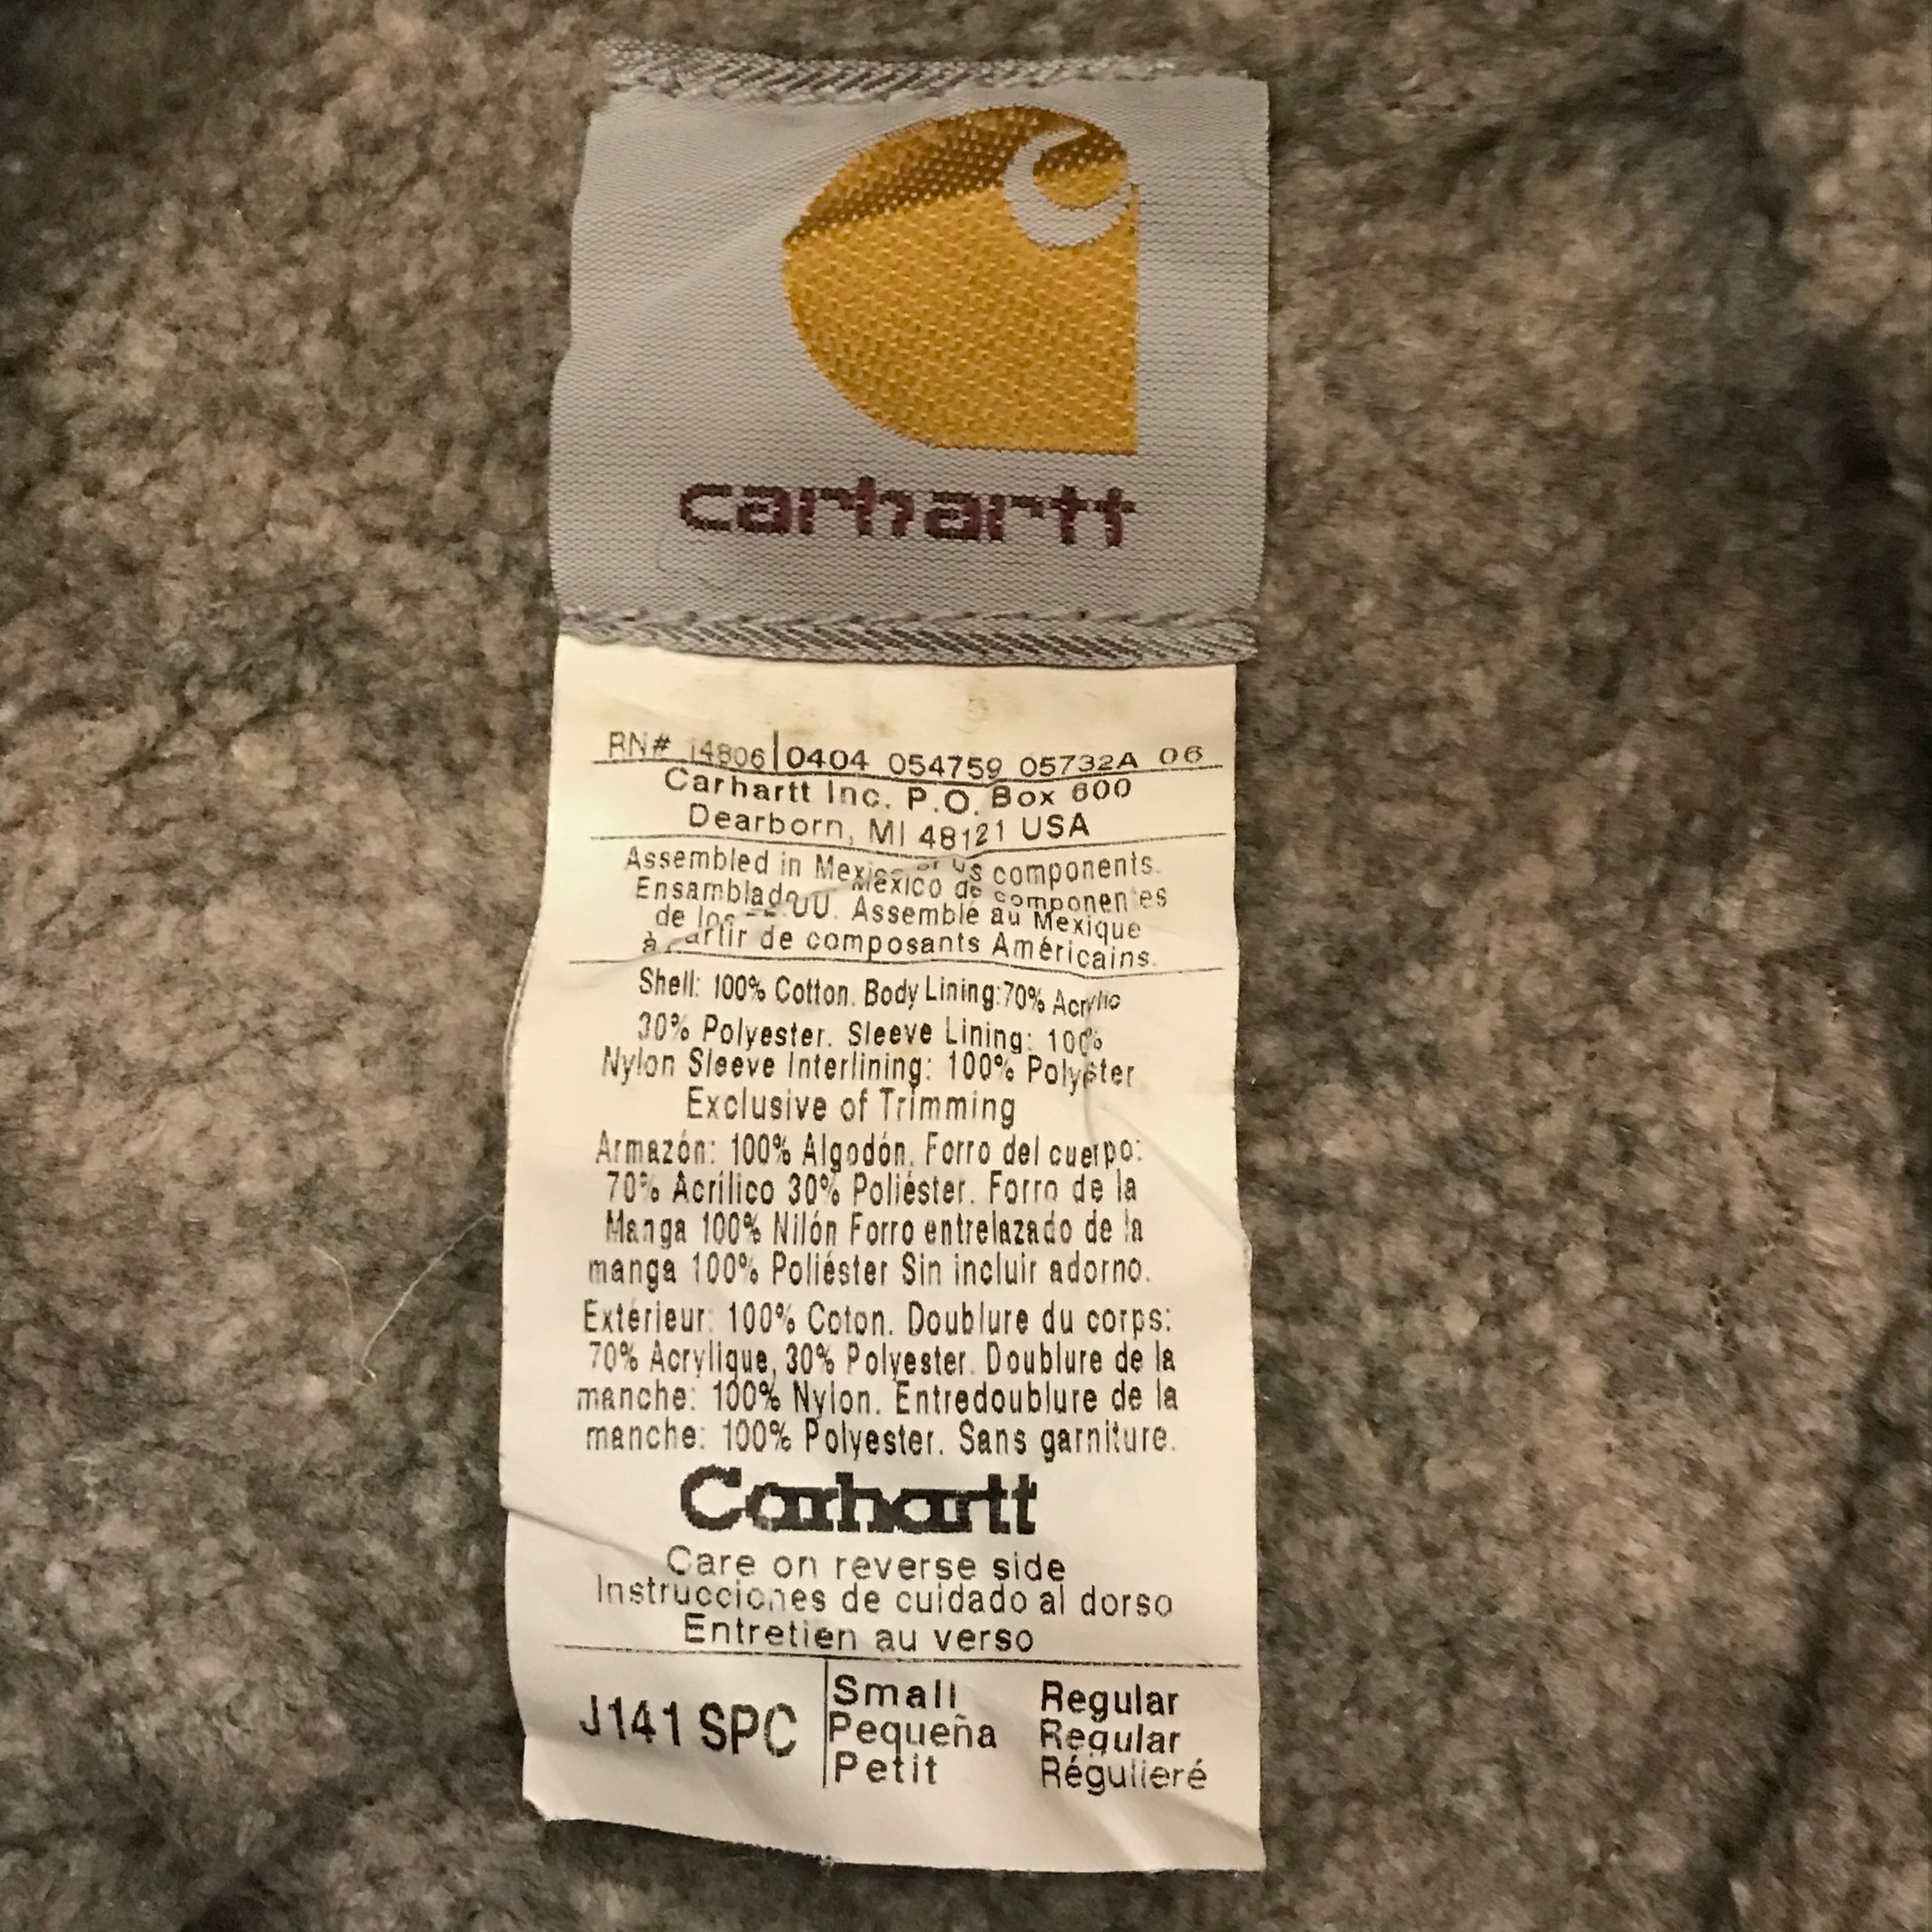 carhartt
RN# 14806 0404 054759 05732A 06
Carhartt Inc. P.O. Box 600
Dearborn, MI 48121 USA
Assembled in components.
Ensamblado Mexico de componentes
de los UU. Assemblé au Mexique
à de composants Américains.
Shell: 100% Cotton. Body Lining:70% Acrylic
30% Polyester. Sleeve Lining: 100%
Nylon Sleeve Interlining: 100% Polyester
Exclusive of Trimming
Armazón: 100% Algodón. Forro del cuerpo:
70% Acrílico 30% Poliéster. Forro de la
Manga 100% Nilón Forro entrelazado de la
manga 100% Poliéster Sin incluir adorno.
Extérieur: 100% Coton. Doublure du corps:
70% Acrylique, 30% Polyester. Doublure de la
manche: 100% Nylon. Entredoublure de la
manche: 100% Polyester. Sans garniture.
Carhartt
Care on reverse side
Instrucciones de cuidado al dorso
Entretien au verso
J141 SPC
Small Regular
Pequeña Regular
Petit Régulieré